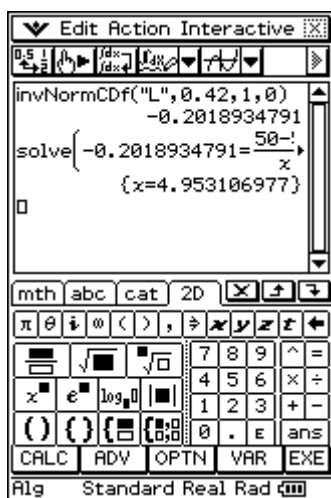 Edit Action Interactive
invNormCDf("L",0.42,1,0)
-0.2018934791
solve(-0.2018934791=50-
x
{x=4.953106977}
mth abc cat 2D
π θ i ∞ ( ) , ⇒ x y z t ←
7 8 9 ^ =
4 5 6 × ÷
x e log
1 2 3 + -
0 . E ans
CALC ADV OPTN VAR EXE
Alg Standard Real Rad